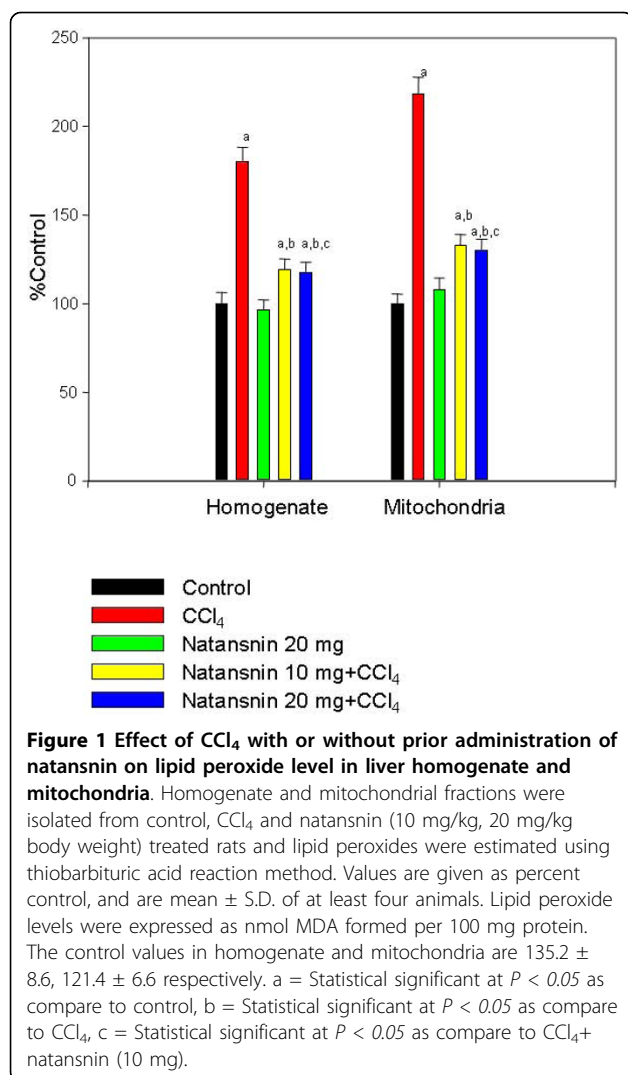 250
200
150
100
50
0
%Control
a
a,b
a,b,c
a
a,b
a,b,c
Homogenate
Mitochondria
Control
CCl₄
Natansnin 20 mg
Natansnin 10 mg+CCl₄
Natansnin 20 mg+CCl₄
Figure 1 Effect of CCl₄ with or without prior administration of
natansnin on lipid peroxide level in liver homogenate and
mitochondria. Homogenate and mitochondrial fractions were
isolated from control, CCl₄ and natansnin (10 mg/kg, 20 mg/kg
body weight) treated rats and lipid peroxides were estimated using
thiobarbituric acid reaction method. Values are given as percent
control, and are mean ± S.D. of at least four animals. Lipid peroxide
levels were expressed as nmol MDA formed per 100 mg protein.
The control values in homogenate and mitochondria are 135.2 ±
8.6, 121.4 ± 6.6 respectively. a = Statistical significant at P < 0.05 as
compare to control, b = Statistical significant at P < 0.05 as compare
to CCl₄, c = Statistical significant at P < 0.05 as compare to CCl₄+
natansnin (10 mg).